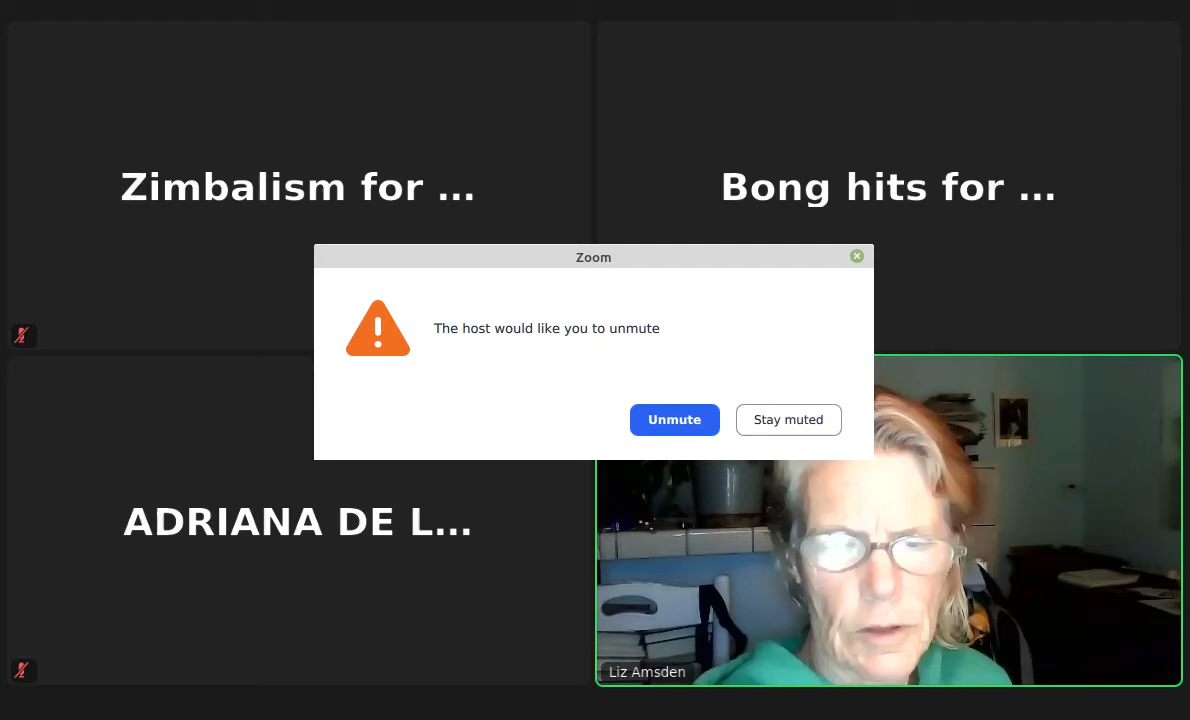 Zimbalism for ...
Bong hits for ...
Zoom
The host would like you to unmute
Unmute
Stay muted
ADRIANA DE L...
Liz Amsden